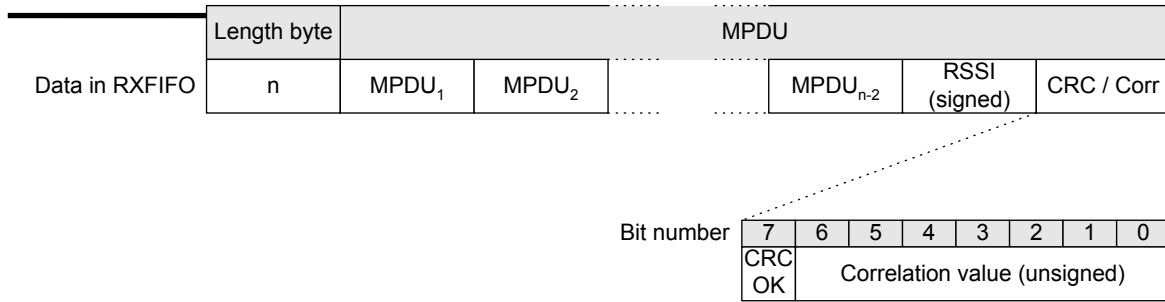 Length byte MPDU
Data in RXFIFO n MPDU₁ MPDU₂ MPDUₙ₋₂ RSSI (signed) CRC / Corr
Bit number 7 6 5 4 3 2 1 0
CRC OK Correlation value (unsigned)